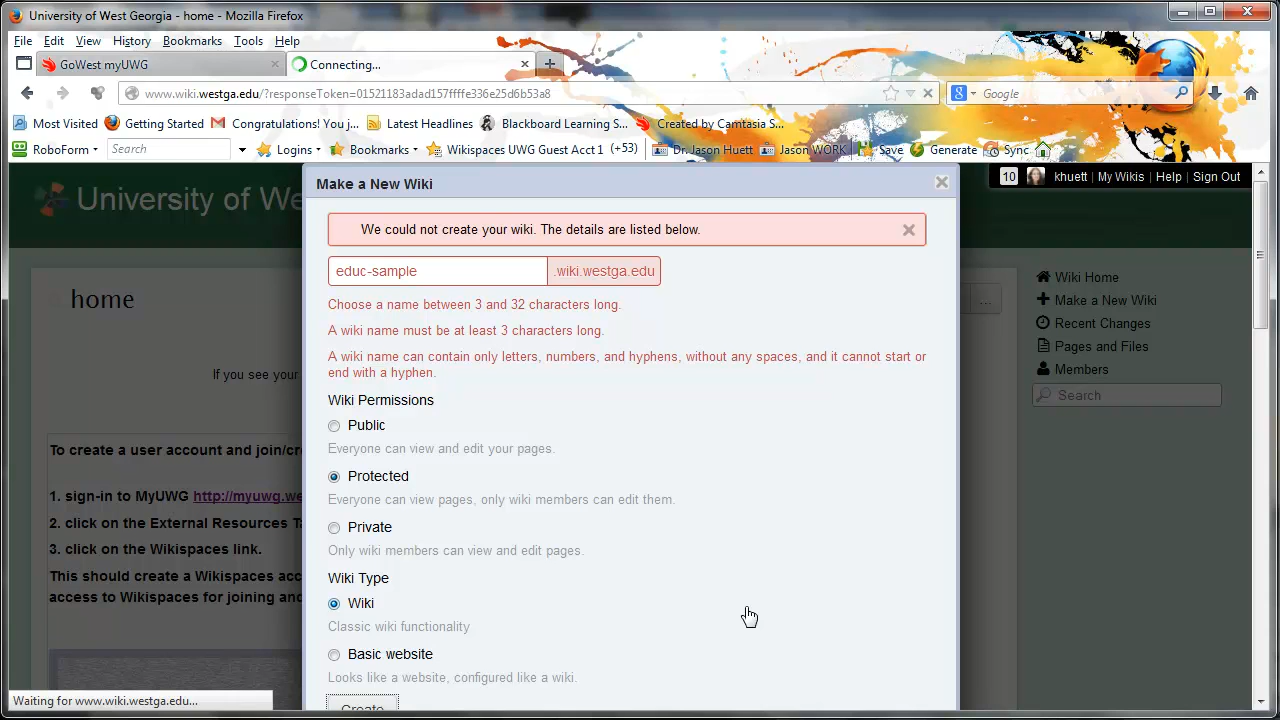 University of West Georgia - home - Mozilla Firefox
File Edit View History Bookmarks Tools Help
GoWest myUWG
Connecting...
www.wiki.westga.edu/?responseToken=01521183adad157ffffe336e25d6b53a8
Google
Most Visited Getting Started Congratulations! You j... Latest Headlines Blackboard Learning S... Created by Camtasia S...
RoboForm Search Logins Bookmarks Wikispaces UWG Guest Acct 1 (+53) Dr. Jason Huett Jason WORK Save Generate Sync
University of W
Make a New Wiki
10 khuett My Wikis Help Sign Out
We could not create your wiki. The details are listed below.
educ-sample .wiki.westga.edu
Choose a name between 3 and 32 characters long.
A wiki name must be at least 3 characters long.
A wiki name can contain only letters, numbers, and hyphens, without any spaces, and it cannot start or
end with a hyphen.
Wiki Permissions
Public
Everyone can view and edit your pages.
Protected
Everyone can view pages, only wiki members can edit them.
Private
Only wiki members can view and edit pages.
Wiki Type
Wiki
Classic wiki functionality
Basic website
Looks like a website, configured like a wiki.
Create
home
If you see your
To create a user account and join/cr
1. sign-in to MyUWG http://myuwg.we
2. click on the External Resources T
3. click on the Wikispaces link.
This should create a Wikispaces acc
access to Wikispaces for joining and
...
Wiki Home
Make a New Wiki
Recent Changes
Pages and Files
Members
Search
Waiting for www.wiki.westga.edu...